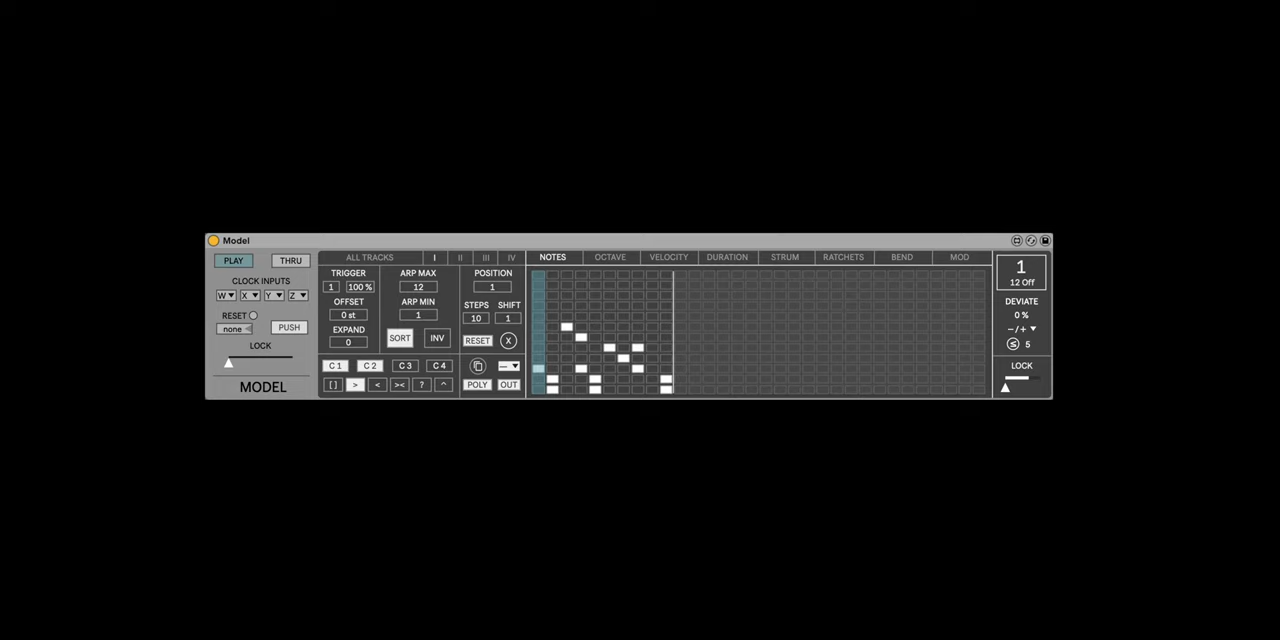 Model
PLAY THRU
CLOCK INPUTS
W X Y Z
RESET
none PUSH
LOCK
MODEL
ALL TRACKS I II III IV
TRIGGER
1 100 %
OFFSET
0 st
EXPAND
0
ARP MAX
12
ARP MIN
1
SORT INV
C 1 C 2 C 3 C 4
[ ] > < >< ? ^
POSITION
1
STEPS SHIFT
10 1
RESET X
—
POLY OUT
NOTES OCTAVE VELOCITY DURATION STRUM RATCHETS BEND MOD
1
12 Off
DEVIATE
0 %
−/+
≤ 5
LOCK